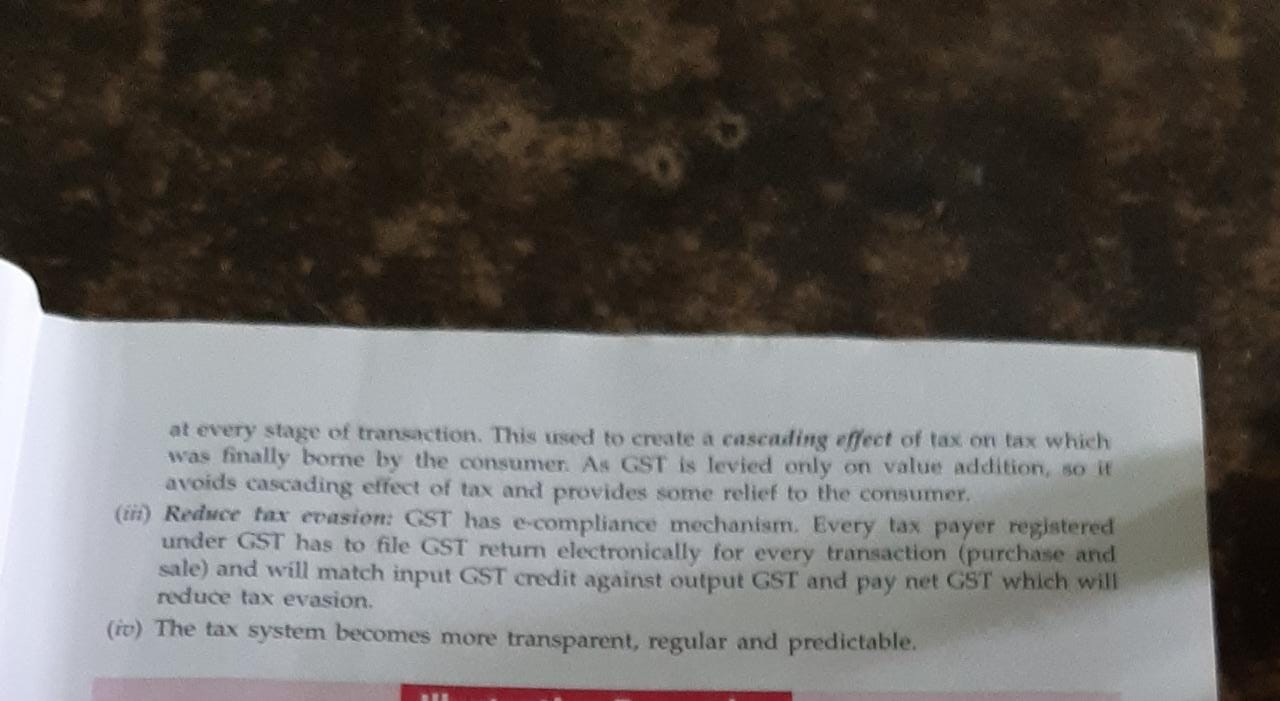 at every stage of transaction. This used to create a cascading effect of tax on tax which
was finally borne by the consumer. As GST is levied only on value addition, so it
avoids cascading effect of tax and provides some relief to the consumer.
(iii) Reduce tax evasion: GST has e-compliance mechanism. Every tax payer registered
under GST has to file GST return electronically for every transaction (purchase and
sale) and will match input GST credit against output GST and pay net GST which will
reduce tax evasion.
(iv) The tax system becomes more transparent, regular and predictable.